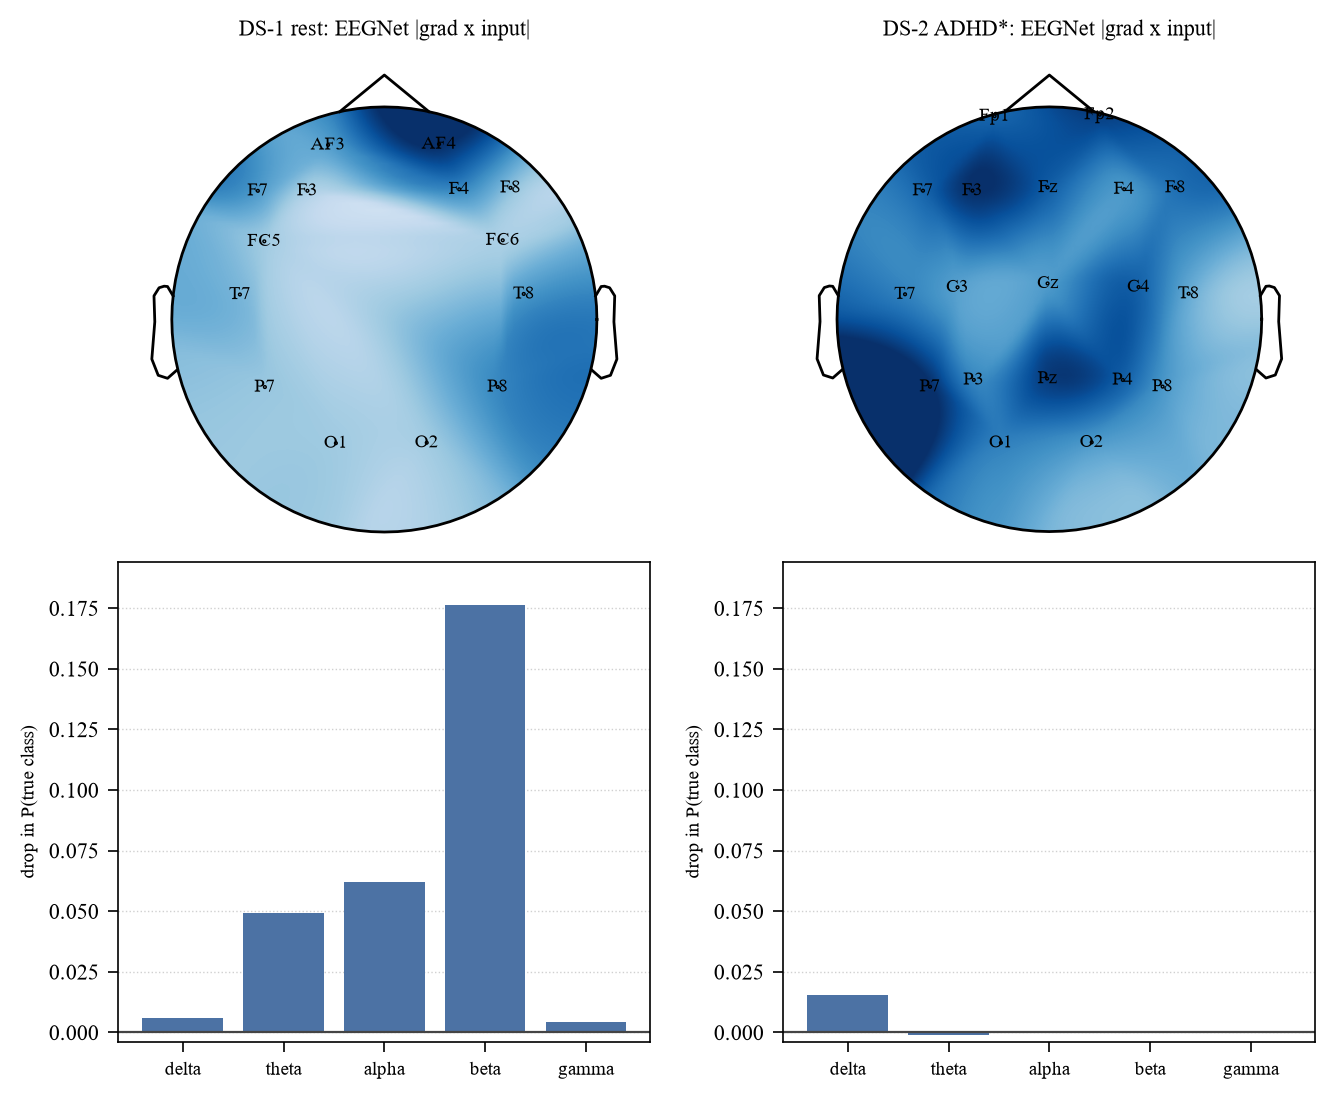 DS-1 rest: EEGNet |grad x input|
AF3 AF4
F7 F3 F4 F8
FC5 FC6
T7 T8
P7 P8
O1 O2
DS-2 ADHD*: EEGNet |grad x input|
Fp1 Fp2
F7 F3 Fz F4 F8
T7 C3 Cz C4 T8
P7 P3 Pz P4 P8
O1 O2
drop in P(true class)
0.175
0.150
0.125
0.100
0.075
0.050
0.025
0.000
delta theta alpha beta gamma
drop in P(true class)
0.175
0.150
0.125
0.100
0.075
0.050
0.025
0.000
delta theta alpha beta gamma